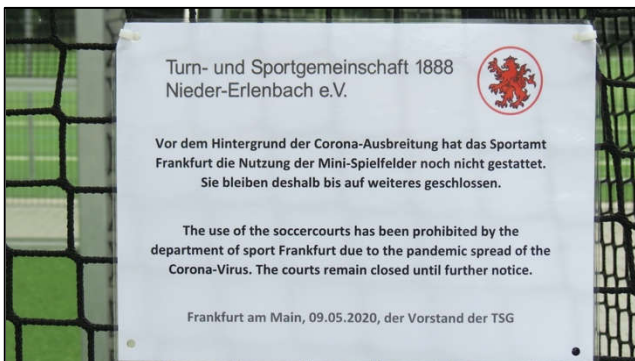 Turn- und Sportgemeinschaft 1888
Nieder-Erlenbach e.V.
Vor dem Hintergrund der Corona-Ausbreitung hat das Sportamt
Frankfurt die Nutzung der Mini-Spielfelder noch nicht gestattet.
Sie bleiben deshalb bis auf weiteres geschlossen.
The use of the soccercourts has been prohibited by the
department of sport Frankfurt due to the pandemic spread of the
Corona-Virus. The courts remain closed until further notice.
Frankfurt am Main, 09.05.2020, der Vorstand der TSG